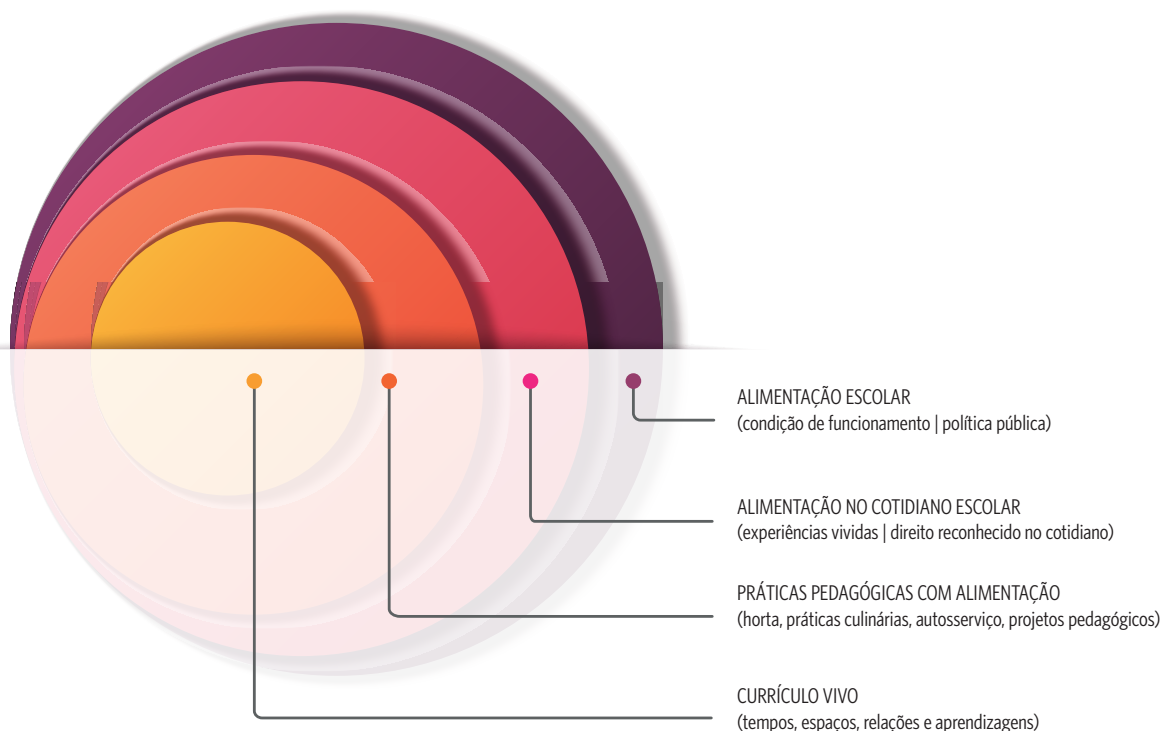 ALIMENTAÇÃO ESCOLAR
(condição de funcionamento | política pública)
ALIMENTAÇÃO NO COTIDIANO ESCOLAR
(experiências vividas | direito reconhecido no cotidiano)
PRÁTICAS PEDAGÓGICAS COM ALIMENTAÇÃO
(horta, práticas culinárias, autosserviço, projetos pedagógicos)
CURRÍCULO VIVO
(tempos, espaços, relações e aprendizagens)